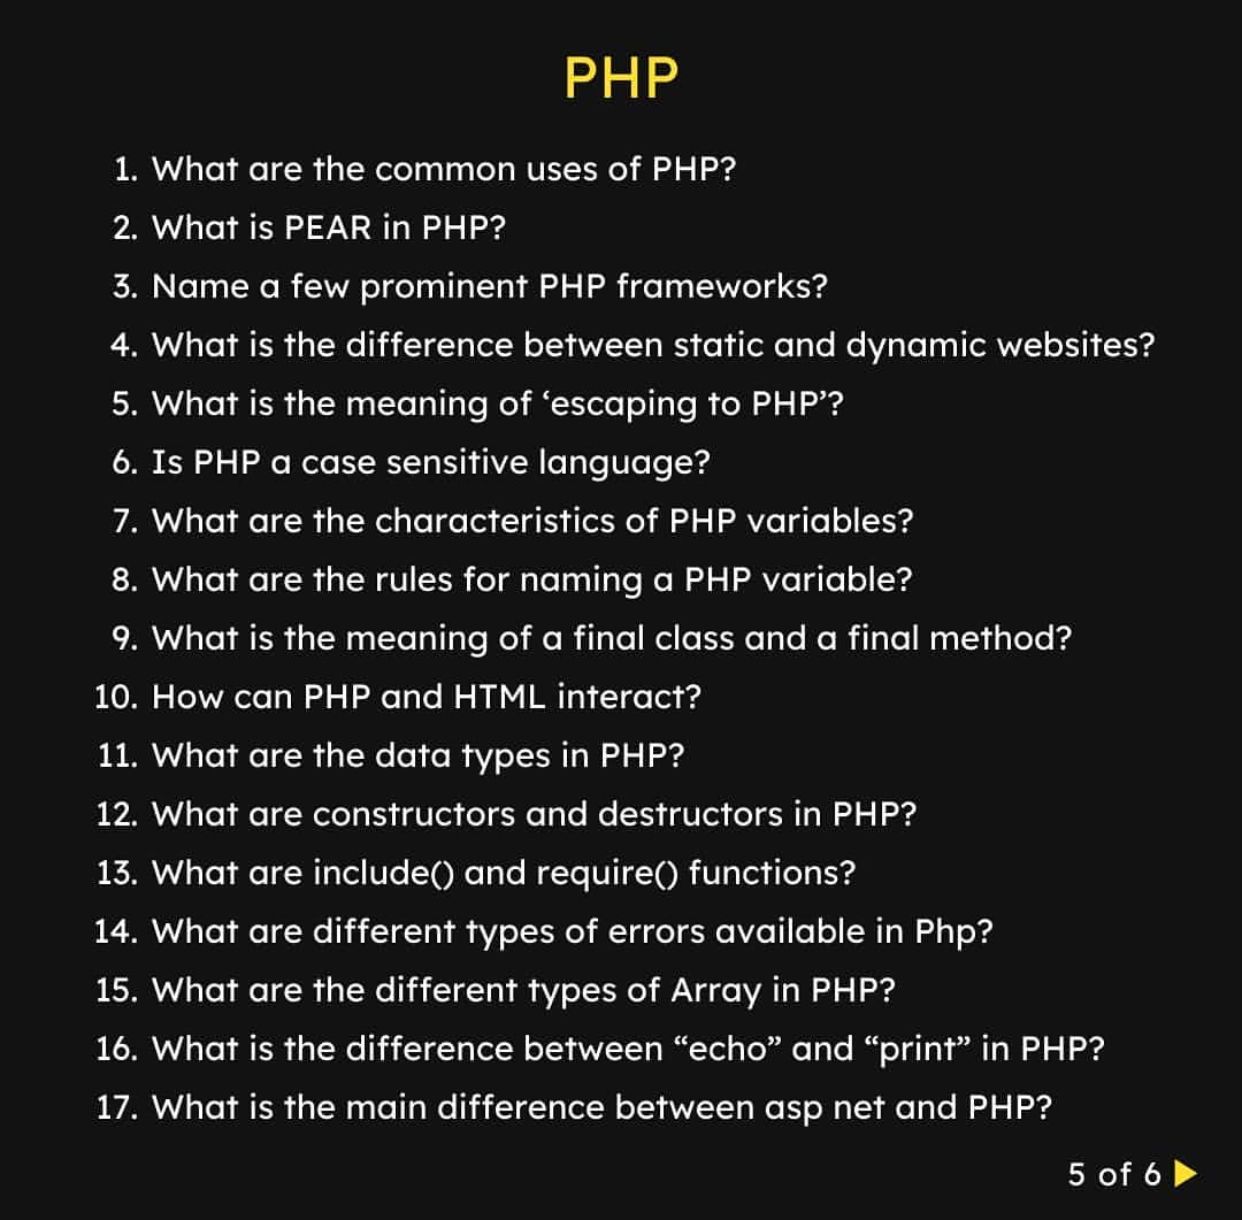 PHP
1. What are the common uses of PHP?
2. What is PEAR in PHP?
3. Name a few prominent PHP frameworks?
4. What is the difference between static and dynamic websites?
5. What is the meaning of ‘escaping to PHP’?
6. Is PHP a case sensitive language?
7. What are the characteristics of PHP variables?
8. What are the rules for naming a PHP variable?
9. What is the meaning of a final class and a final method?
10. How can PHP and HTML interact?
11. What are the data types in PHP?
12. What are constructors and destructors in PHP?
13. What are include() and require() functions?
14. What are different types of errors available in Php?
15. What are the different types of Array in PHP?
16. What is the difference between “echo” and “print” in PHP?
17. What is the main difference between asp net and PHP?
5 of 6